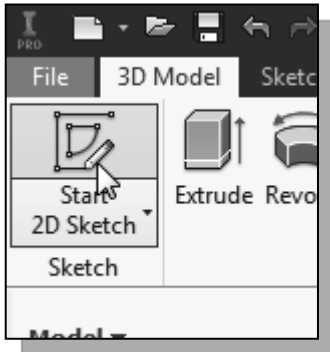 I
PRO
File 3D Model Sketc
Start
2D Sketch
Extrude Revo
Sketch
Model